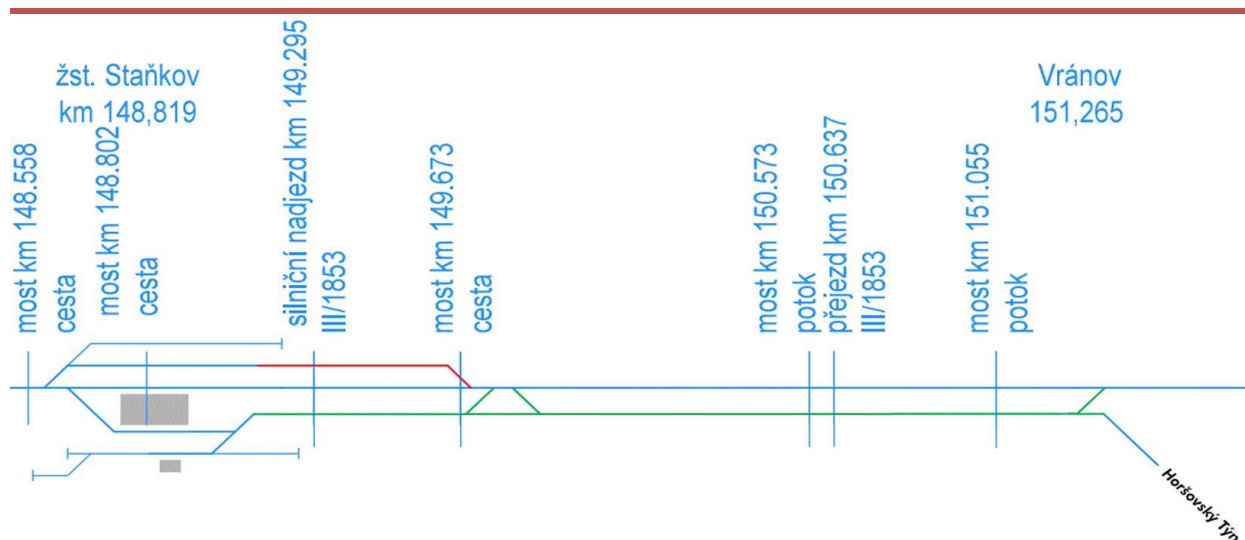 žst. Staňkov
km 148,819
Vránov
151,265
most km 148.558
cesta
most km 148.802
cesta
silniční nadjezd km 149.295
III/1853
most km 149.673
cesta
most km 150.573
potok
přejezd km 150.637
III/1853
most km 151.055
potok
Horšovský Týn